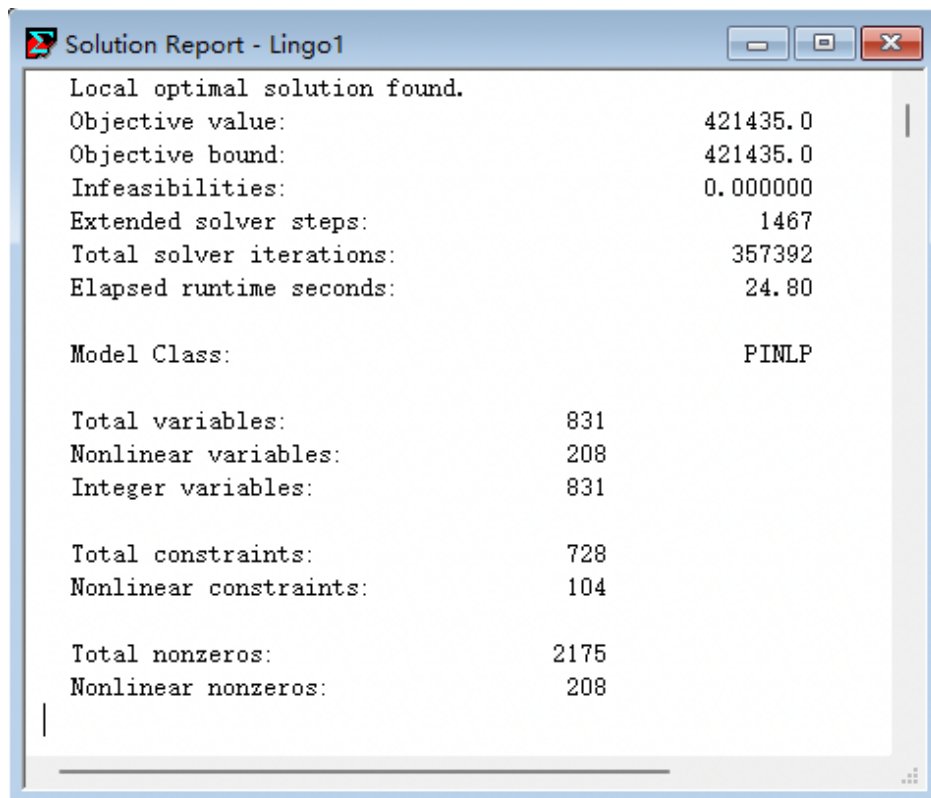 Solution Report - Lingo1
Local optimal solution found.
Objective value: 421435.0
Objective bound: 421435.0
Infeasibilities: 0.000000
Extended solver steps: 1467
Total solver iterations: 357392
Elapsed runtime seconds: 24.80
Model Class: PINLP
Total variables: 831
Nonlinear variables: 208
Integer variables: 831
Total constraints: 728
Nonlinear constraints: 104
Total nonzeros: 2175
Nonlinear nonzeros: 208